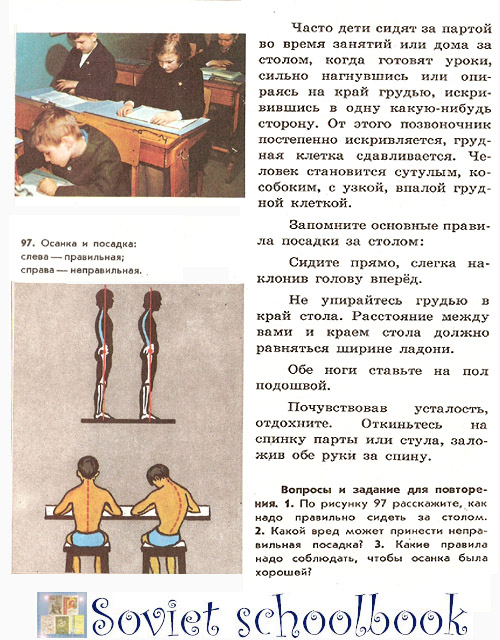 Часто дети сидят за партой
во время занятий или дома за
столом, когда готовят уроки,
сильно нагнувшись или опи-
раясь на край грудью, искри-
вившись в одну какую-нибудь
сторону. От этого позвоночник
постепенно искривляется, груд-
ная клетка сдавливается. Че-
ловек становится сутулым, ко-
собоким, с узкой, впалой груд-
ной клеткой.
Запомните основные прави-
ла посадки за столом:
Сидите прямо, слегка на-
клонив голову вперёд.
Не упирайтесь грудью в
край стола. Расстояние между
вами и краем стола должно
равняться ширине ладони.
Обе ноги ставьте на пол
подошвой.
Почувствовав усталость,
отдохните. Откиньтесь на
спинку парты или стула, зало-
жив обе руки за спину.
97. Осанка и посадка:
слева — правильная;
справа — неправильная.
Вопросы и задание для повторе-
ния. 1. По рисунку 97 расскажите, как
надо правильно сидеть за столом.
2. Какой вред может принести непра-
вильная посадка? 3. Какие правила
надо соблюдать, чтобы осанка была
хорошей?
Soviet schoolbook